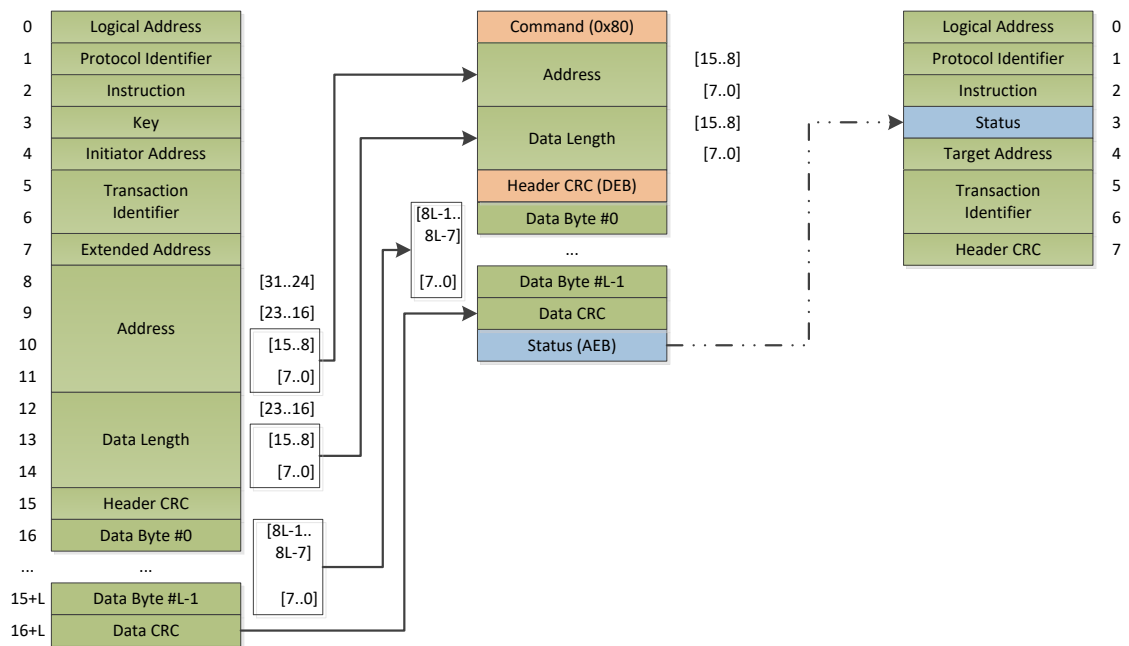 0
Logical Address
1
Protocol Identifier
2
Instruction
3
Key
4
Initiator Address
5
Transaction
Identifier
6
7
Extended Address
8
[31..24]
9
[23..16]
Address
10
[15..8]
11
[7..0]
12
[23..16]
13
Data Length
[15..8]
14
[7..0]
15
Header CRC
16
Data Byte #0
[8L-1..
8L-7]
...
...
15+L
Data Byte #L-1
[7..0]
16+L
Data CRC
Command (0x80)
Address
[15..8]
[7..0]
Data Length
[15..8]
[7..0]
Header CRC (DEB)
[8L-1..
8L-7]
Data Byte #0
...
[7..0]
Data Byte #L-1
Data CRC
Status (AEB)
Logical Address
0
Protocol Identifier
1
Instruction
2
Status
3
Target Address
4
Transaction
Identifier
5
6
Header CRC
7